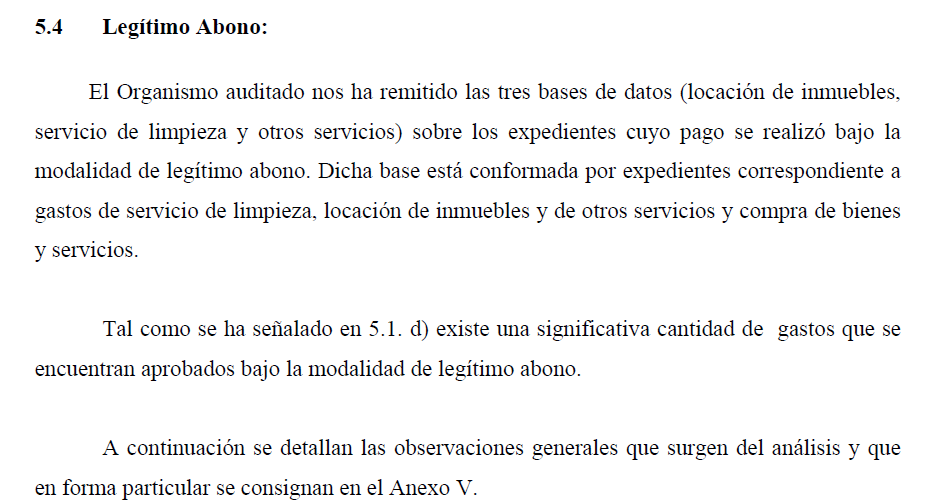 5.4 Legítimo Abono:
El Organismo auditado nos ha remitido las tres bases de datos (locación de inmuebles,
servicio de limpieza y otros servicios) sobre los expedientes cuyo pago se realizó bajo la
modalidad de legítimo abono. Dicha base está conformada por expedientes correspondiente a
gastos de servicio de limpieza, locación de inmuebles y de otros servicios y compra de bienes
y servicios.
Tal como se ha señalado en 5.1. d) existe una significativa cantidad de gastos que se
encuentran aprobados bajo la modalidad de legítimo abono.
A continuación se detallan las observaciones generales que surgen del análisis y que
en forma particular se consignan en el Anexo V.